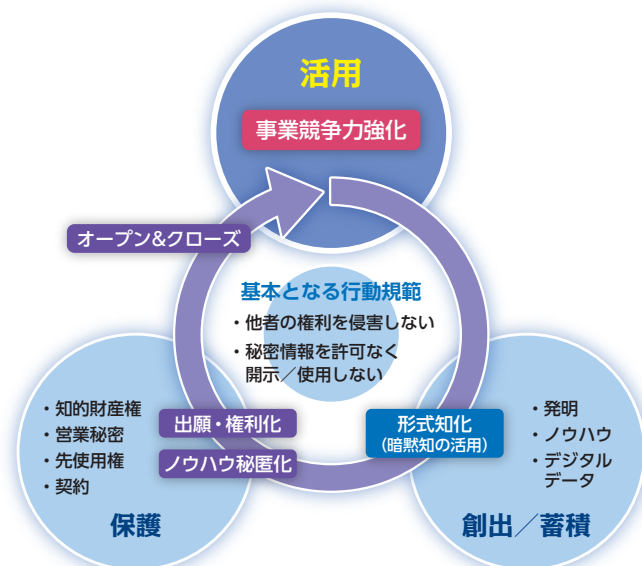 活用
事業競争力強化
オープン&クローズ
基本となる行動規範
・他者の権利を侵害しない
・秘密情報を許可なく
開示／使用しない
・知的財産権
・営業秘密
・先使用権
・契約
保護
出願・権利化
ノウハウ秘匿化
形式知化
（暗黙知の活用）
・発明
・ノウハウ
・デジタル
データ
創出／蓄積